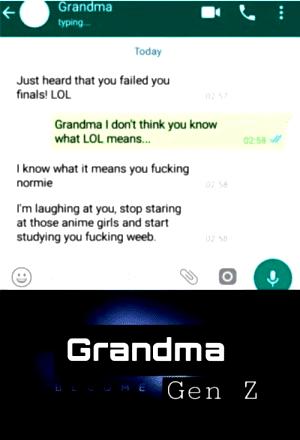 Grandma
typing...
Today
Just heard that you failed you
finals! LOL
02:57
Grandma I don't think you know
what LOL means...
02:58
I know what it means you fucking
normie
02:58
I'm laughing at you, stop staring
at those anime girls and start
studying you fucking weeb.
02:58
Grandma
BECOME Gen Z